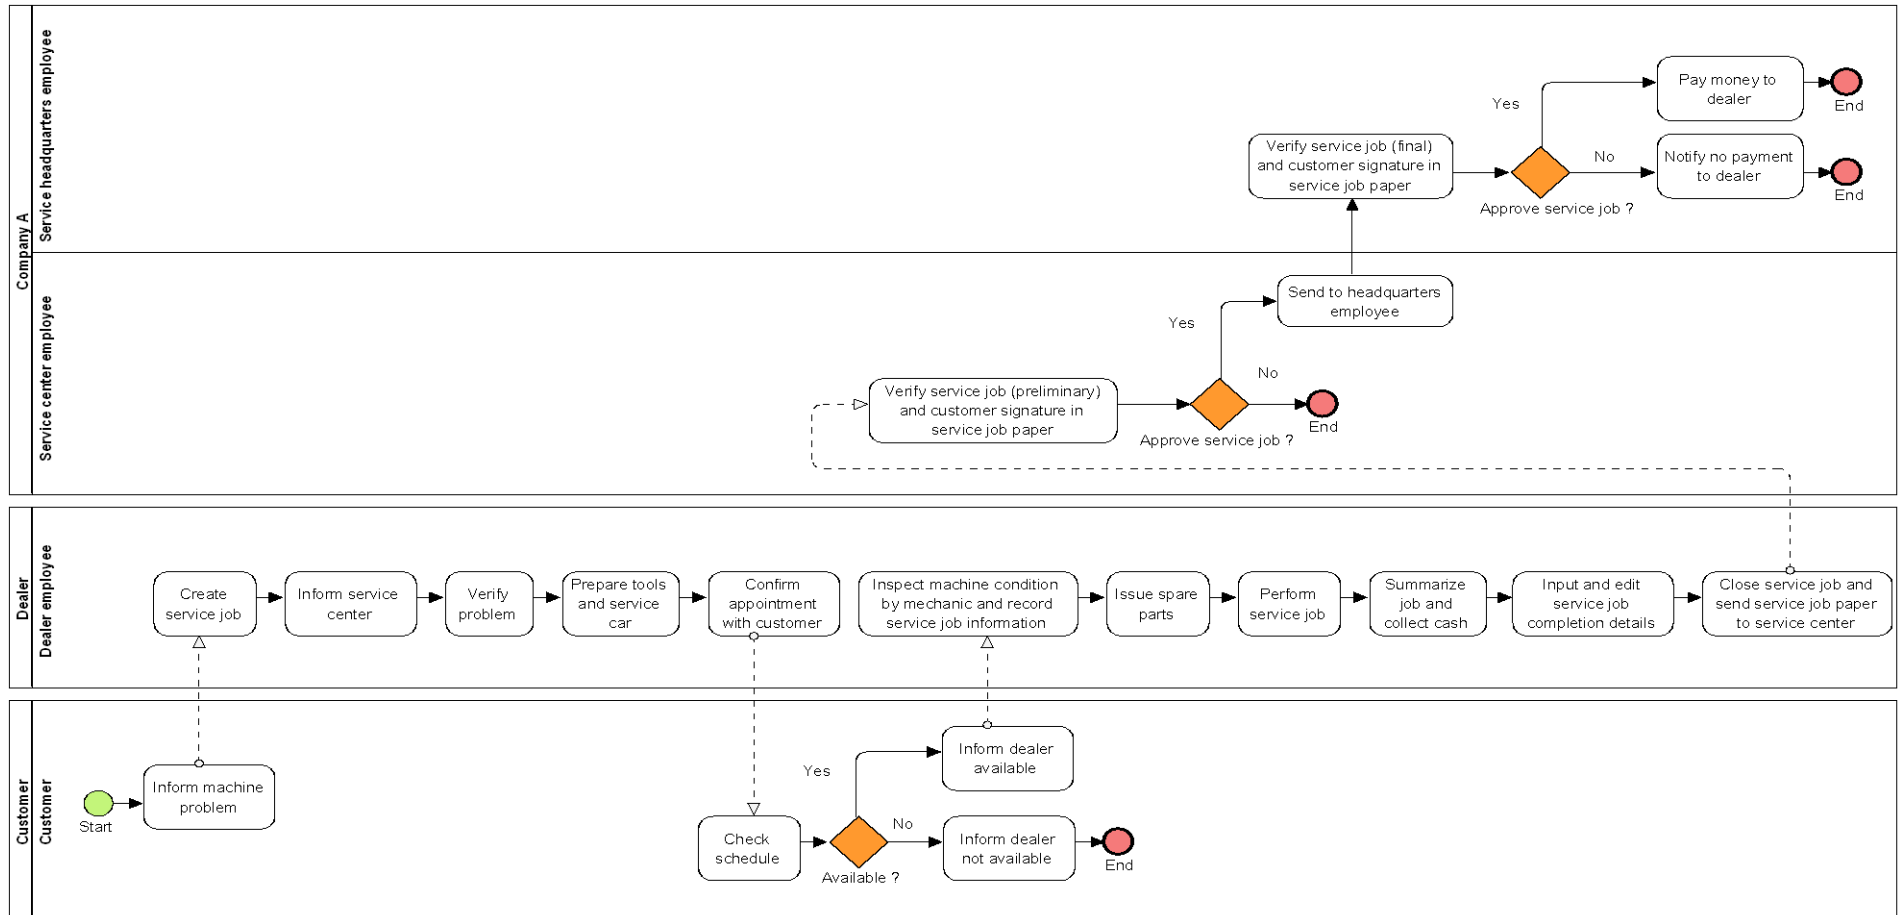 Company A
Service headquarters employee
Pay money to
dealer
End
Yes
Verify service job (final)
and customer signature in
service job paper
No
Notify no payment
to dealer
End
Approve service job ?
Service center employee
Send to headquarters
employee
Yes
No
Verify service job (preliminary)
and customer signature in
service job paper
End
Approve service job ?
Dealer
Dealer employee
Create
service job
Inform service
center
Verify
problem
Prepare tools
and service
car
Confirm
appointment
with customer
Inspect machine condition
by mechanic and record
service job information
Issue spare
parts
Perform
service job
Summarize
job and
collect cash
Input and edit
service job
completion details
Close service job and
send service job paper
to service center
Customer
Customer
Start
Inform machine
problem
Check
schedule
Available ?
Yes
Inform dealer
available
No
Inform dealer
not available
End